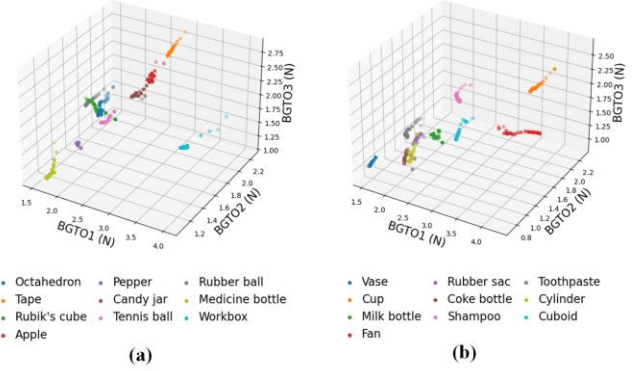 2.75
2.50
2.25
2.00
1.75
1.50
1.25
1.00
BGTO3 (N)
2.2
2.0
1.8
1.6
1.4
1.2
BGTO2 (N)
1.5
2.0
2.5
3.0
3.5
4.0
BGTO1 (N)
Octahedron
Pepper
Rubber ball
Tape
Candy jar
Medicine bottle
Rubik's cube
Tennis ball
Workbox
Apple
(a)
2.50
2.25
2.00
1.75
1.50
1.25
1.00
BGTO3 (N)
2.2
2.0
1.8
1.6
1.4
1.2
1.0
0.8
BGTO2 (N)
1.5
2.0
2.5
3.0
3.5
4.0
BGTO1 (N)
Vase
Rubber sac
Toothpaste
Cup
Coke bottle
Cylinder
Milk bottle
Shampoo
Cuboid
Fan
(b)